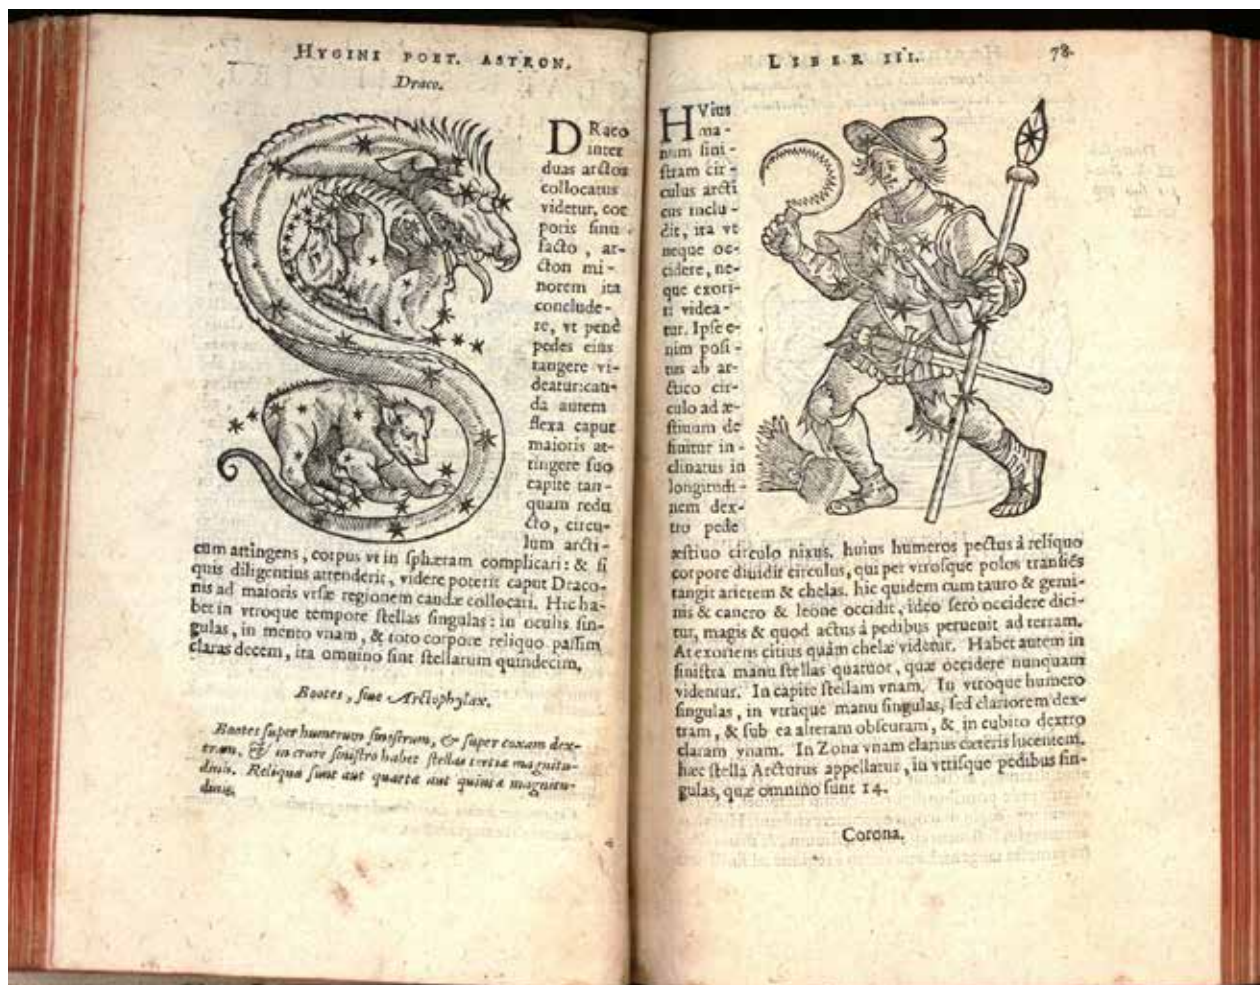 HYGINI POET. ASTRON.
Draco.
DRaco
inter
duas arctos
collocatus
videtur, cor
poris sinu
facto, ar-
cton mi-
norem ita
conclude-
re, vt penè
pedes eius
tangere vi-
deatur: cau-
da autem
flexa caput
maioris at-
tingere suo
capite tan-
quam redu
cto, circu-
lum arcti-
cum attingens, corpus vt in sphæram complicari: & si
quis diligentius attenderit, videre poterit caput Draco-
nis ad maioris vrsæ regionem caudæ collocari. Hic ha-
bet in vtroque tempore stellas singulas: in oculis sin-
gulas, in mento vnam, & toto corpore reliquo passim
claras decem, ita omnino sint stellarum quindecim,
Bootes, siue Arctophylax.
Bootes super humerum sinistrum, & super coxam dex-
tram, & in crure sinistro habet stellas tertiæ magnitu-
dinis. Reliquæ sunt aut quartæ aut quintæ magnitu-
dinis.
LIBER III. 78.
HVius
ma-
num sini-
stram cir-
culus arcti
cus inclu-
dit, ita vt
neque oc-
cidere, ne-
que exori-
ri videa-
tur. Ipse e-
nim posi-
tus ab ar-
ctico cir-
culo ad æ-
stiuum de
finitur in-
clinatus in
longitudi-
nem dex-
tro pede
æstiuo circulo nixus. huius humeros pectus à reliquo
corpore diuidit circulus, qui per vtrosque polos transiēs
tangit arietem & chelas. hic quidem cum tauro & gemi-
nis & cancro & leone occidit, ideo serò occidere dici-
tur, magis & quod actus à pedibus peruenit ad terram.
At exoriens citius quàm chelæ videtur. Habet autem in
sinistra manu stellas quatuor, quæ occidere nunquam
videntur. In capite stellam vnam. In vtroque humero
singulas, in vtraque manu singulas, sed clariorem dex-
tram, & sub ea alteram obscuram, & in cubito dextro
claram vnam. In Zona vnam clarius cæteris lucentem.
hæc stella Arcturus appellatur, in vtrisque pedibus sin-
gulas, quæ omnino sunt 14.
Corona.